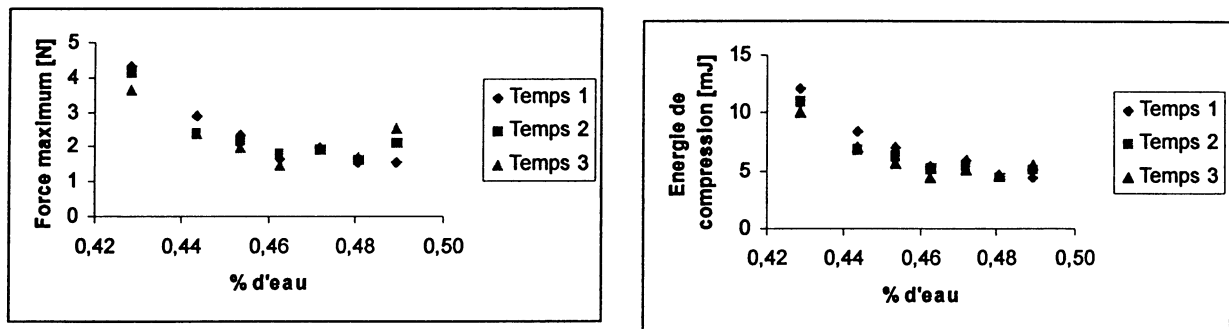 Force maximum [N]
5
4
3
2
1
0
0,42
0,44
0,46
0,48
0,50
% d'eau
Temps 1
Temps 2
Temps 3
Energie de
compression [mJ]
15
10
5
0
0,42
0,44
0,46
0,48
0,50
% d'eau
Temps 1
Temps 2
Temps 3